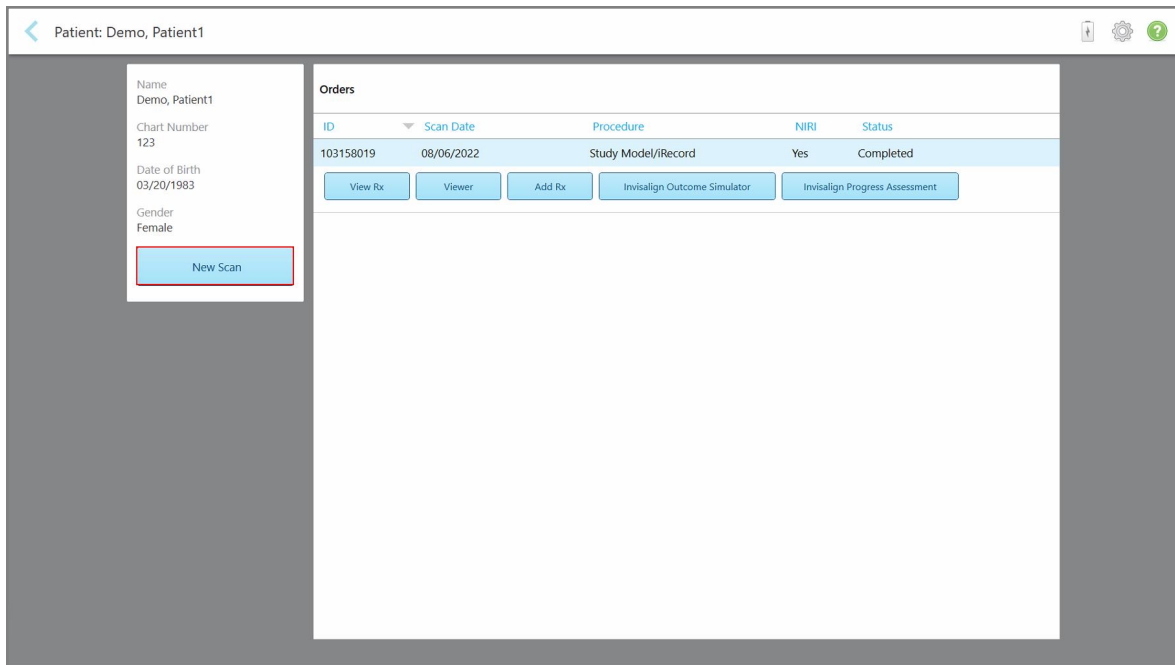 Patient: Demo, Patient1
?
Name
Demo, Patient1
Chart Number
123
Date of Birth
03/20/1983
Gender
Female
New Scan
Orders
ID Scan Date Procedure NIRI Status
103158019 08/06/2022 Study Model/iRecord Yes Completed
View Rx Viewer Add Rx Invisalign Outcome Simulator Invisalign Progress Assessment